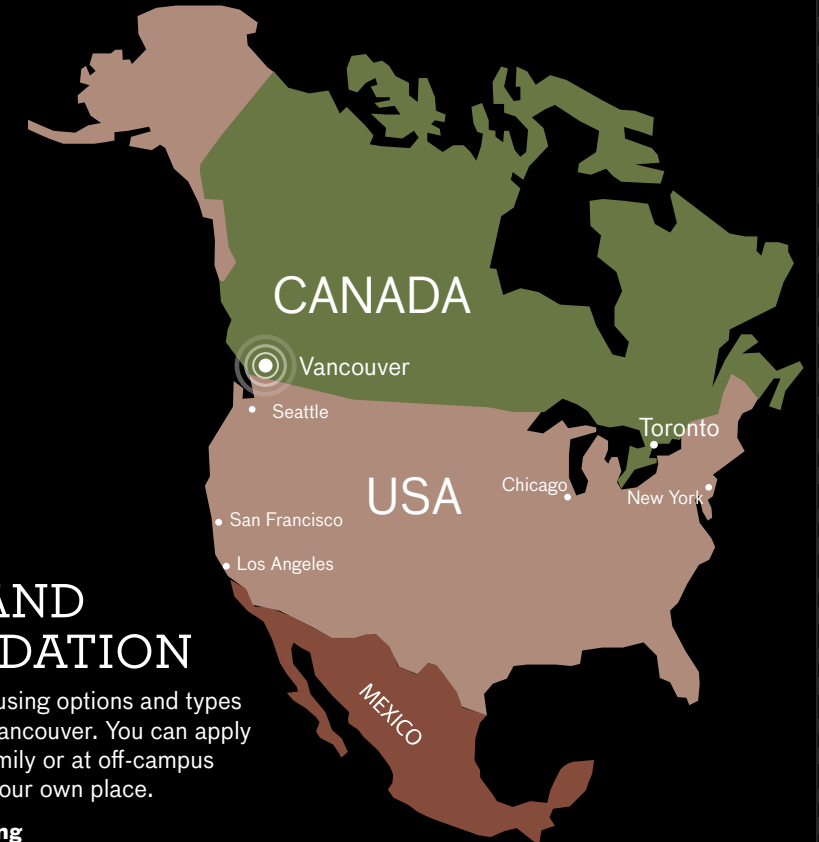 CANADA
Vancouver
Seattle
Toronto
Chicago
USA
New York
San Francisco
Los Angeles
AND
DATION
using options and types
ancouver. You can apply
mily or at off-campus
our own place.
ng
MEXICO